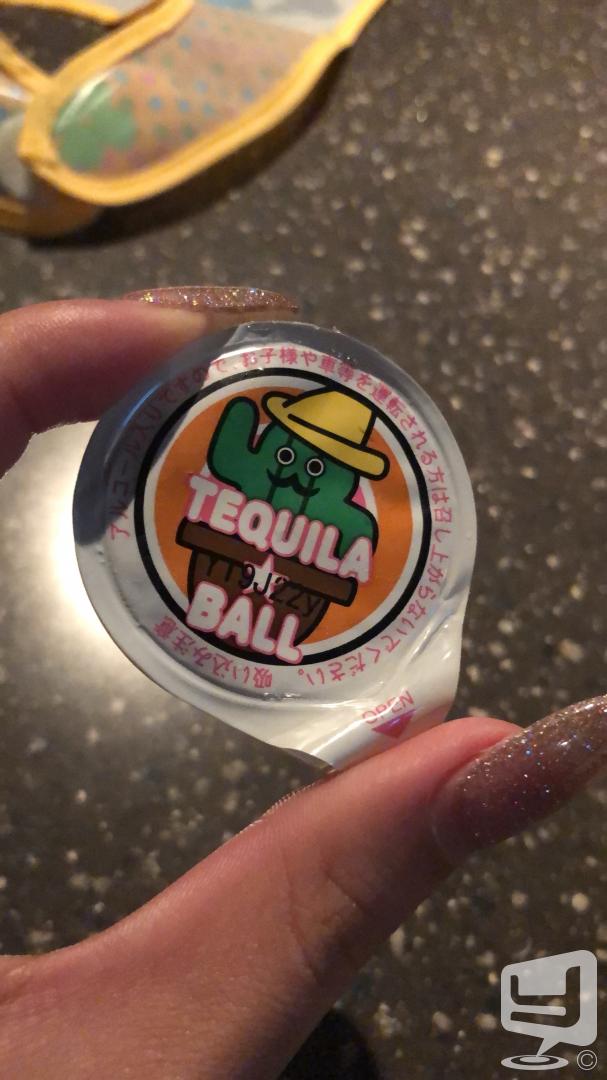 アルコール入りですので、お子様や車等を運転される方は召し上がらないでください。
TEQUILA
BALL
吸い込み注意
OPEN